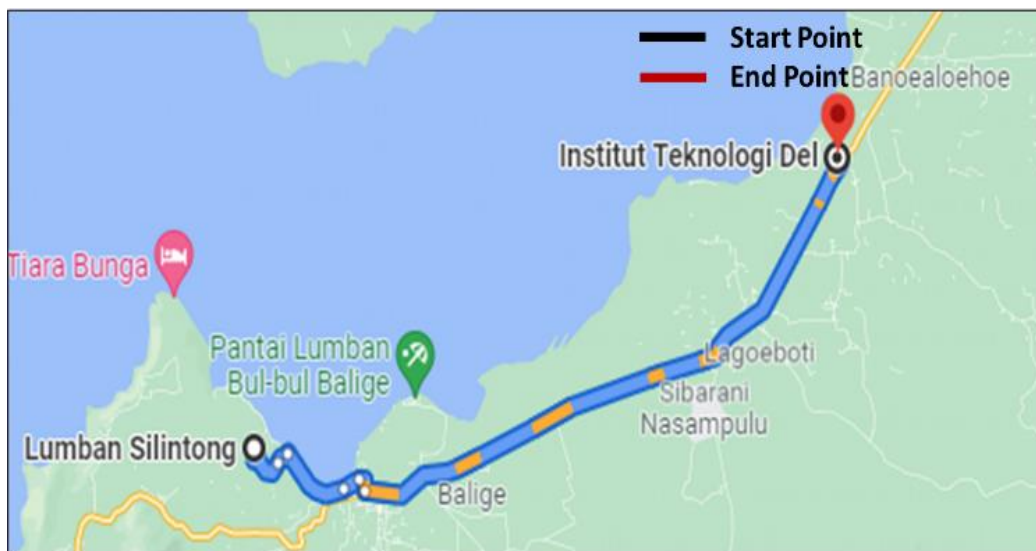 Start Point
End Point
Banoealoehoe
Institut Teknologi Del
Tiara Bunga
Pantai Lumban
Bul-bul Balige
Lagoeboti
Sibarani
Nasampulu
Lumban Silintong
Balige